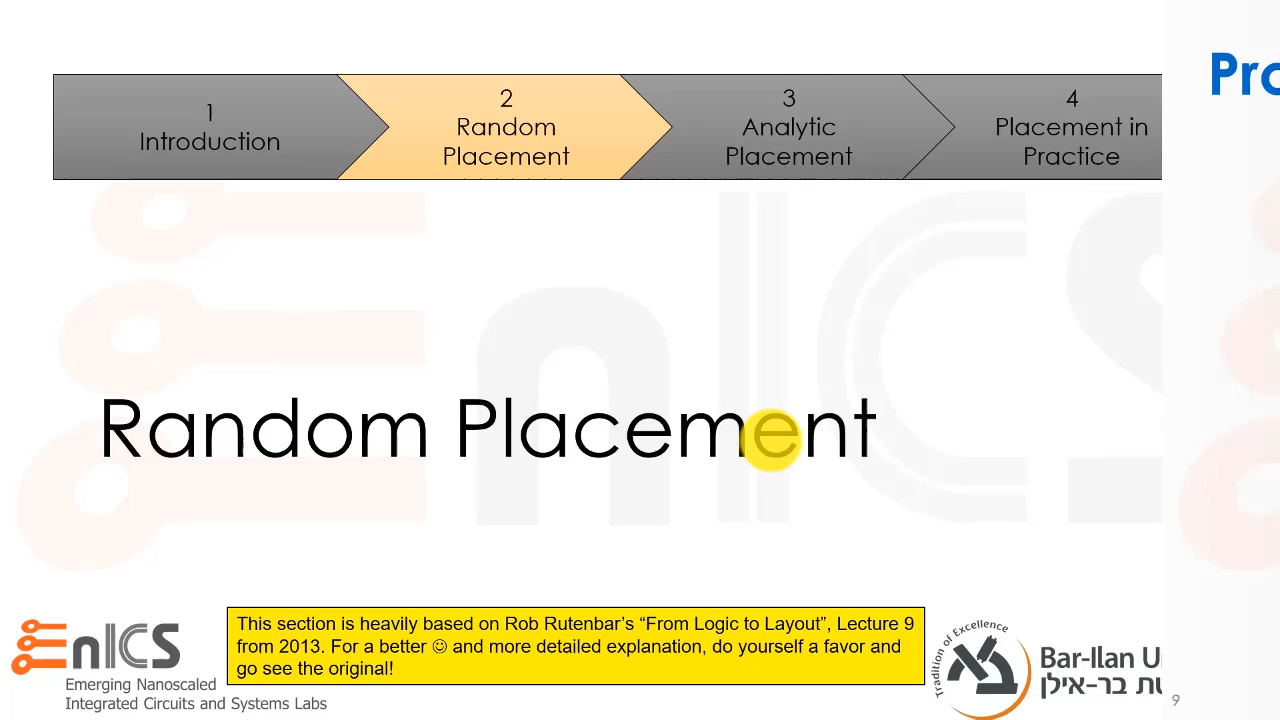 1
Introduction
2
Random
Placement
3
Analytic
Placement
4
Placement in
Practice
Random Placement
This section is heavily based on Rob Rutenbar's “From Logic to Layout”, Lecture 9
from 2013. For a better ☺ and more detailed explanation, do yourself a favor and
go see the original!
EnICS
Emerging Nanoscaled
Integrated Circuits and Systems Labs
Tradition of Excellence
Bar-Ilan U
בר-אילן
9